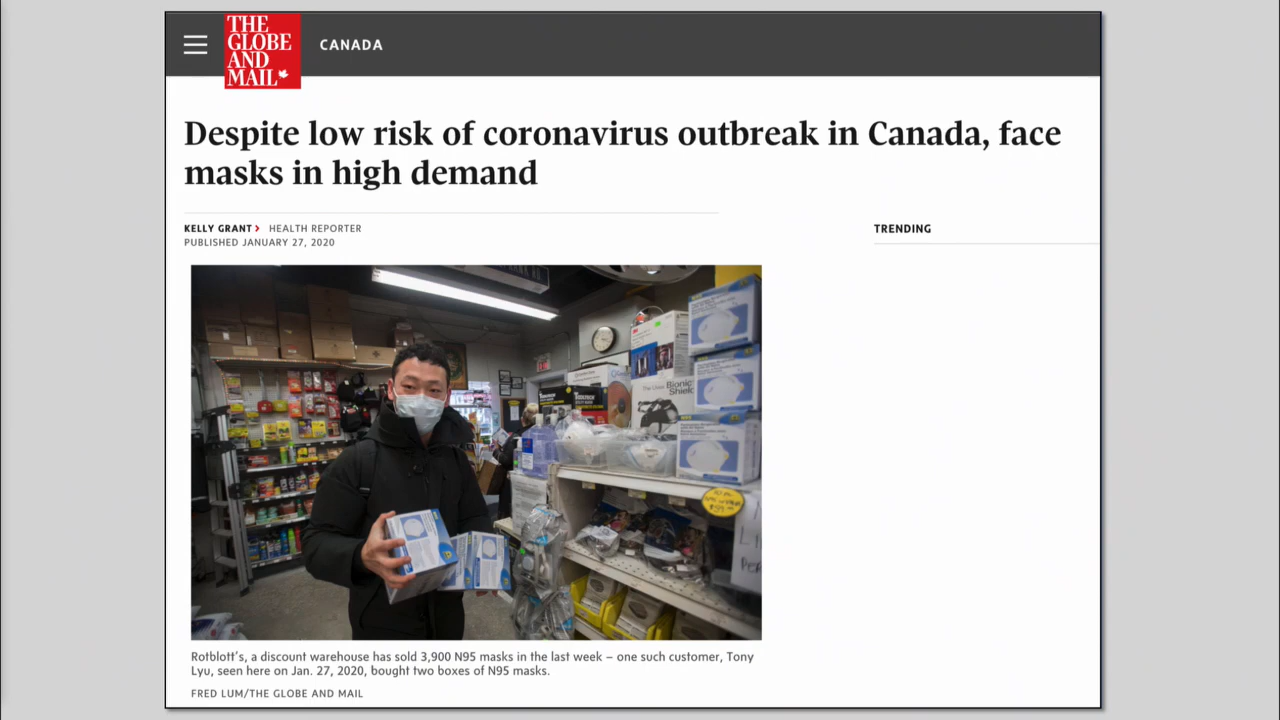 THE
GLOBE
AND
MAIL
CANADA
Despite low risk of coronavirus outbreak in Canada, face
masks in high demand
KELLY GRANT HEALTH REPORTER
PUBLISHED JANUARY 27, 2020
TRENDING
3M
Bionic
Shield
Rotblott’s, a discount warehouse has sold 3,900 N95 masks in the last week – one such customer, Tony
Lyu, seen here on Jan. 27, 2020, bought two boxes of N95 masks.
FRED LUM/THE GLOBE AND MAIL